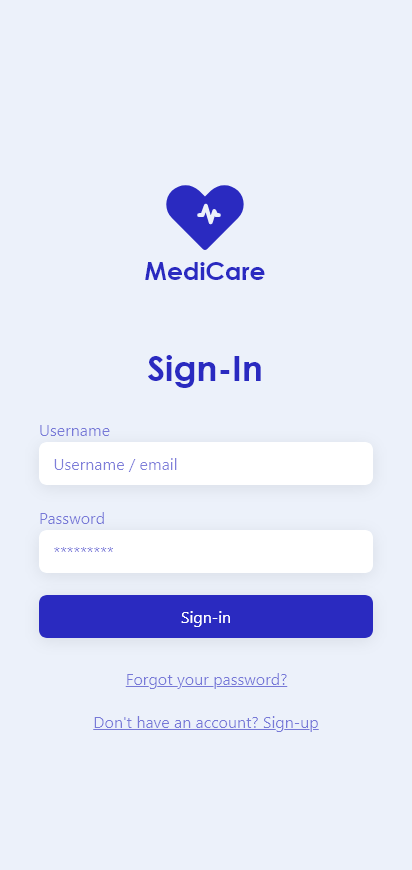 MediCare
Sign-In
Username
Username / email
Password
*********
Sign-in
Forgot your password?
Don't have an account? Sign-up